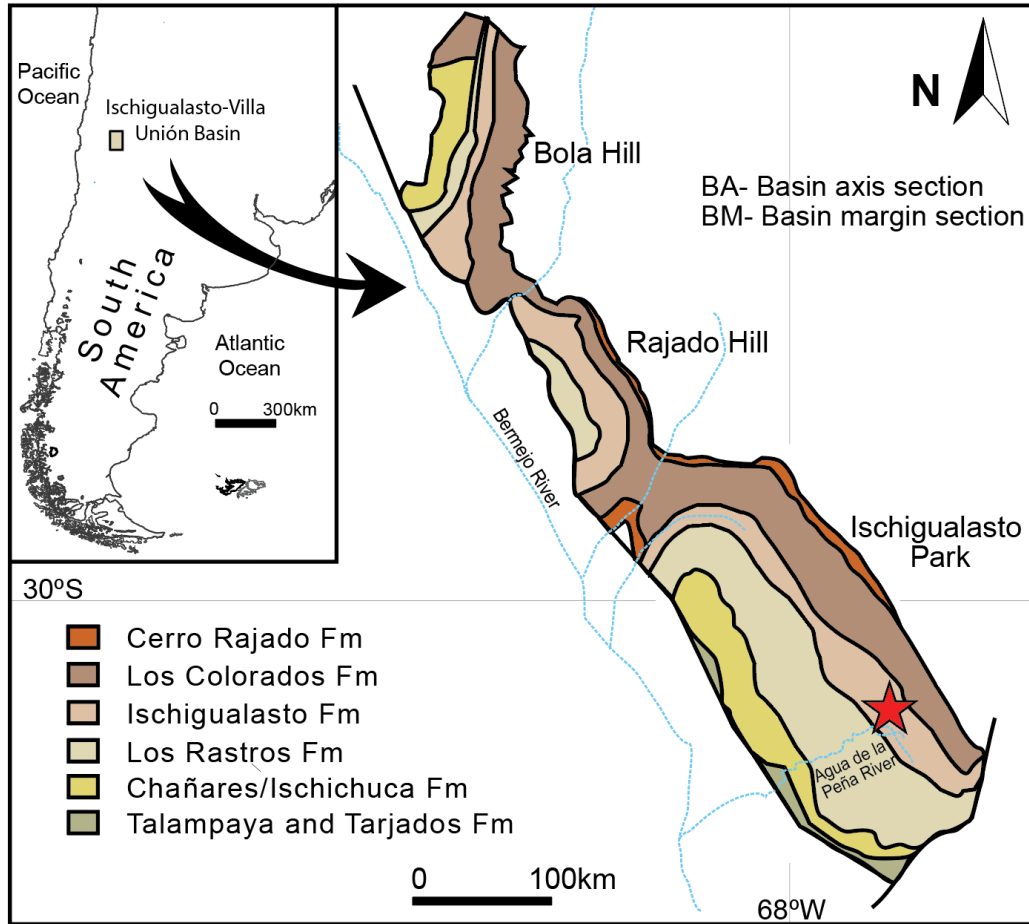 Pacific
Ocean
Ischigualasto-Villa
Unión Basin
South
America
Atlantic
Ocean
0 300km
N
Bola Hill
BA- Basin axis section
BM- Basin margin section
Rajado Hill
Bermejo River
Ischigualasto
Park
30ºS
Cerro Rajado Fm
Los Colorados Fm
Ischigualasto Fm
Los Rastros Fm
Chañares/Ischichuca Fm
Talampaya and Tarjados Fm
Agua de la
Peña River
0 100km
68ºW